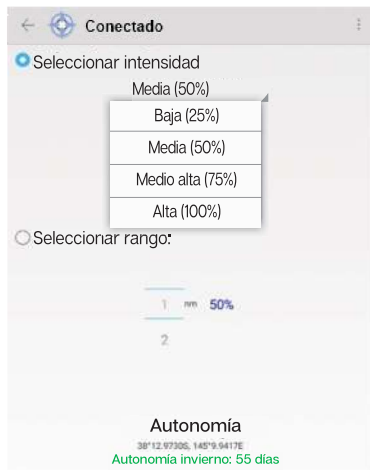 Conectado
Seleccionar intensidad
Media (50%)
Baja (25%)
Media (50%)
Medio alta (75%)
Alta (100%)
Seleccionar rango:
1 nm 50%
2
Autonomía
38°12.9730S, 145°9.9417E
Autonomía invierno: 55 días